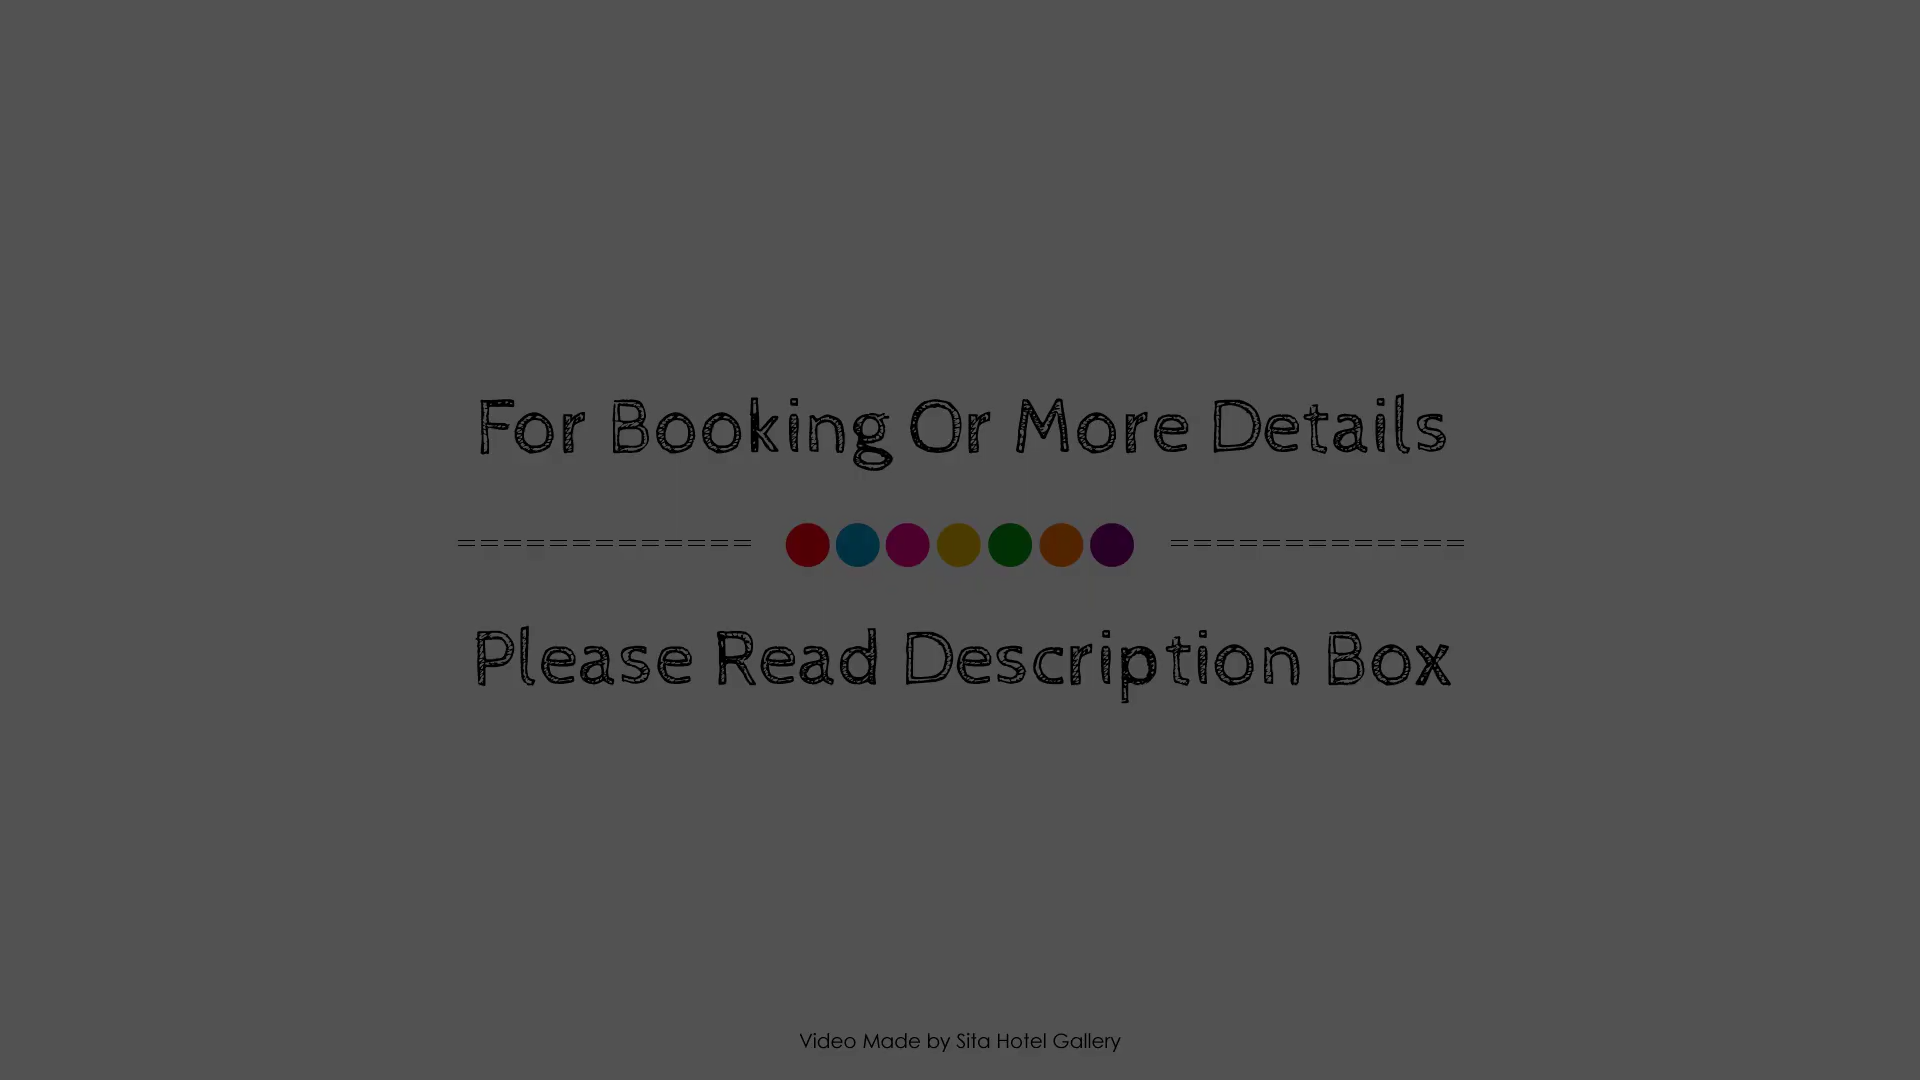 For Booking Or More Details
============= =============
Please Read Description Box
Video Made by Sita Hotel Gallery